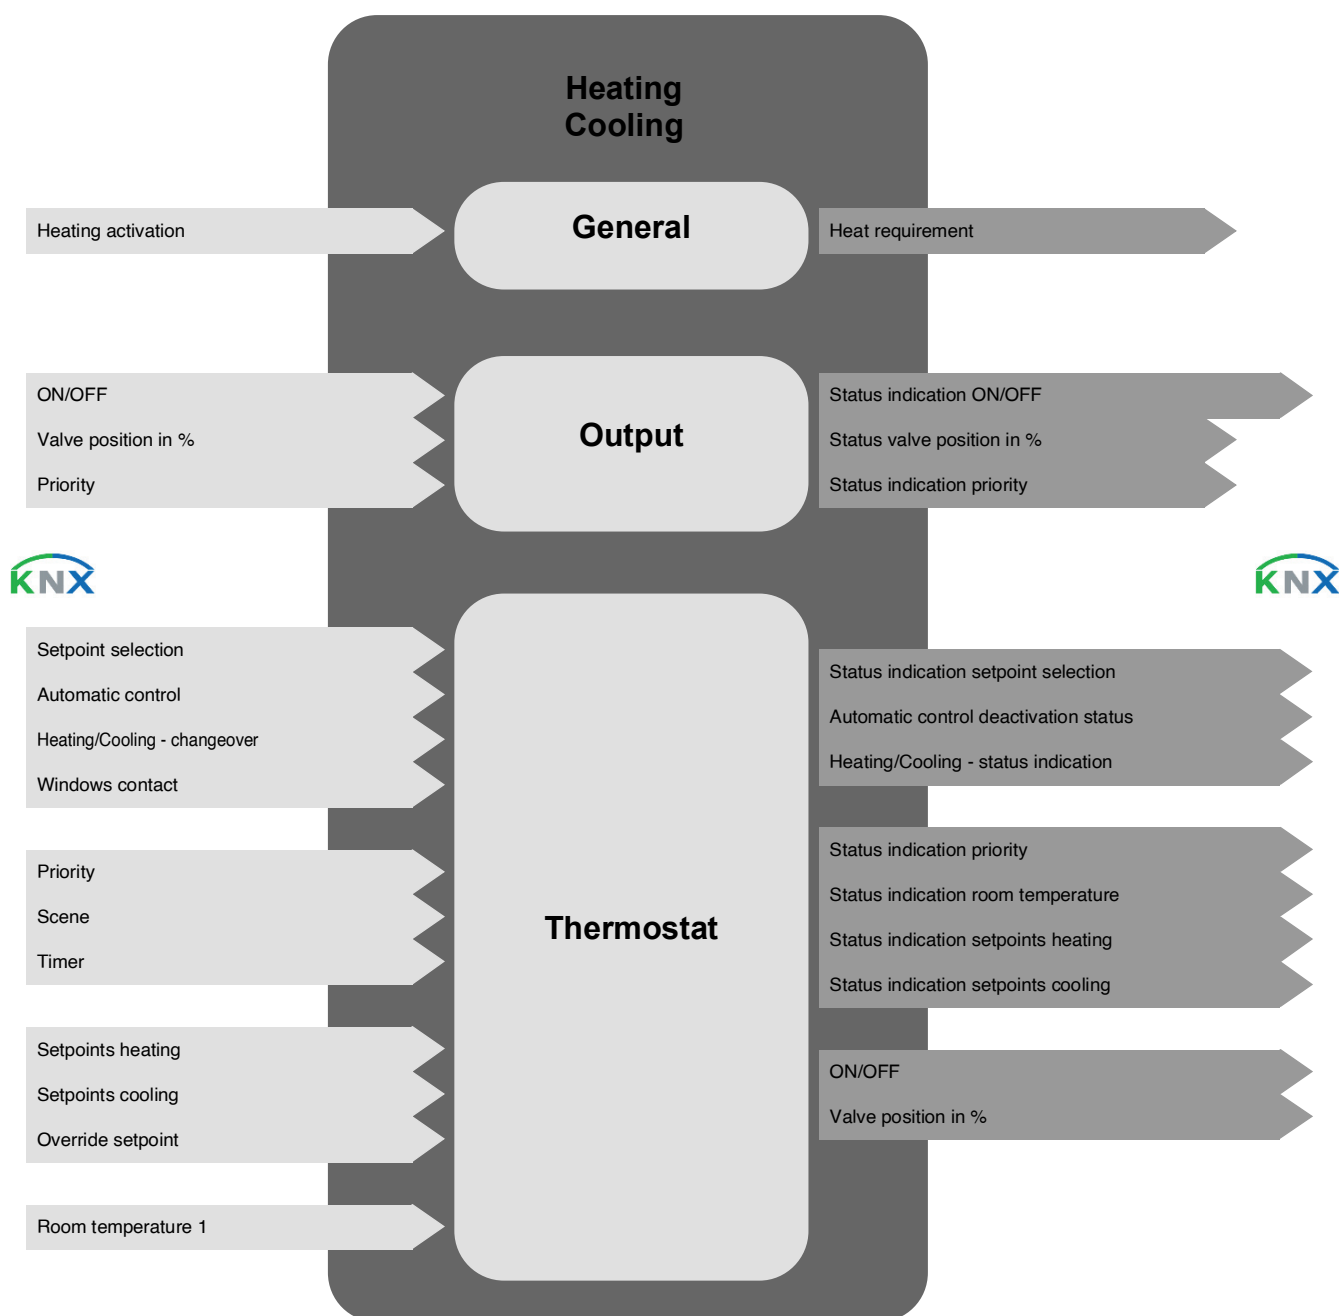 Heating
Cooling
General
Heating activation
Heat requirement
Output
ON/OFF
Valve position in %
Priority
Status indication ON/OFF
Status valve position in %
Status indication priority
KNX
KNX
Thermostat
Setpoint selection
Automatic control
Heating/Cooling - changeover
Windows contact
Priority
Scene
Timer
Setpoints heating
Setpoints cooling
Override setpoint
Room temperature 1
Status indication setpoint selection
Automatic control deactivation status
Heating/Cooling - status indication
Status indication priority
Status indication room temperature
Status indication setpoints heating
Status indication setpoints cooling
ON/OFF
Valve position in %